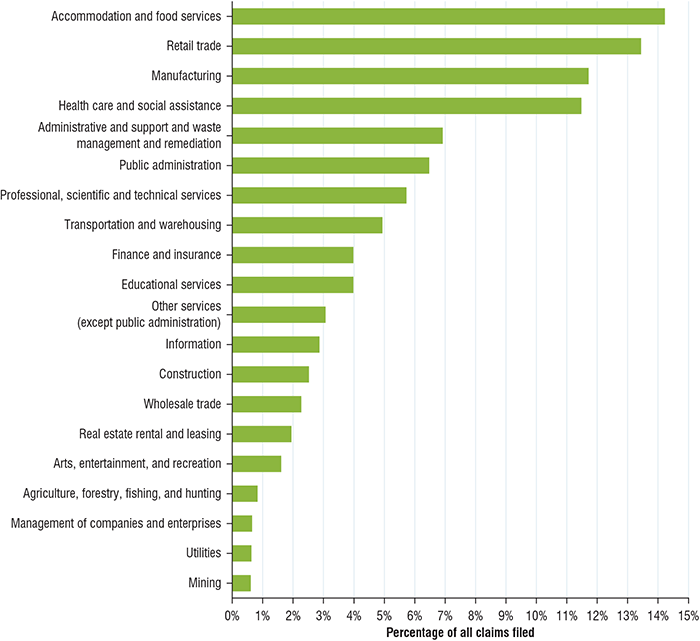 Accommodation and food services
Retail trade
Manufacturing
Health care and social assistance
Administrative and support and waste
management and remediation
Public administration
Professional, scientific and technical services
Transportation and warehousing
Finance and insurance
Educational services
Other services
(except public administration)
Information
Construction
Wholesale trade
Real estate rental and leasing
Arts, entertainment, and recreation
Agriculture, forestry, fishing, and hunting
Management of companies and enterprises
Utilities
Mining
0% 1% 2% 3% 4% 5% 6% 7% 8% 9% 10% 11% 12% 13% 14% 15%
Percentage of all claims filed